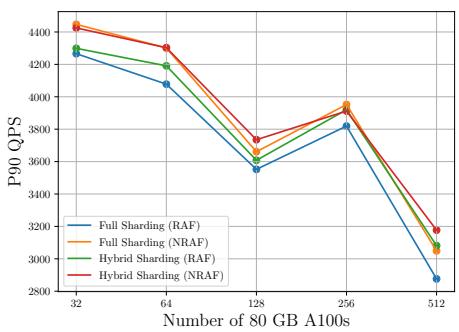 P90 QPS
4400
4200
4000
3800
3600
3400
3200
3000
2800
Full Sharding (RAF)
Full Sharding (NRAF)
Hybrid Sharding (RAF)
Hybrid Sharding (NRAF)
32 64 128 256 512
Number of 80 GB A100s